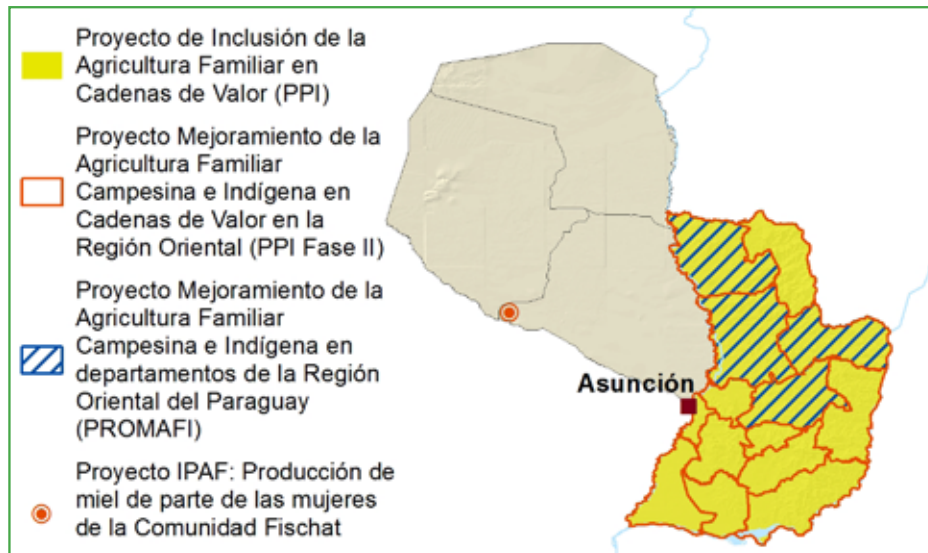 Proyecto de Inclusión de la
Agricultura Familiar en
Cadenas de Valor (PPI)
Proyecto Mejoramiento de la
Agricultura Familiar
Campesina e Indígena en
Cadenas de Valor en la
Región Oriental (PPI Fase II)
Proyecto Mejoramiento de la
Agricultura Familiar
Campesina e Indígena en
departamentos de la Región
Oriental del Paraguay
(PROMAFI)
Proyecto IPAF: Producción de
miel de parte de las mujeres
de la Comunidad Fischat
Asunción